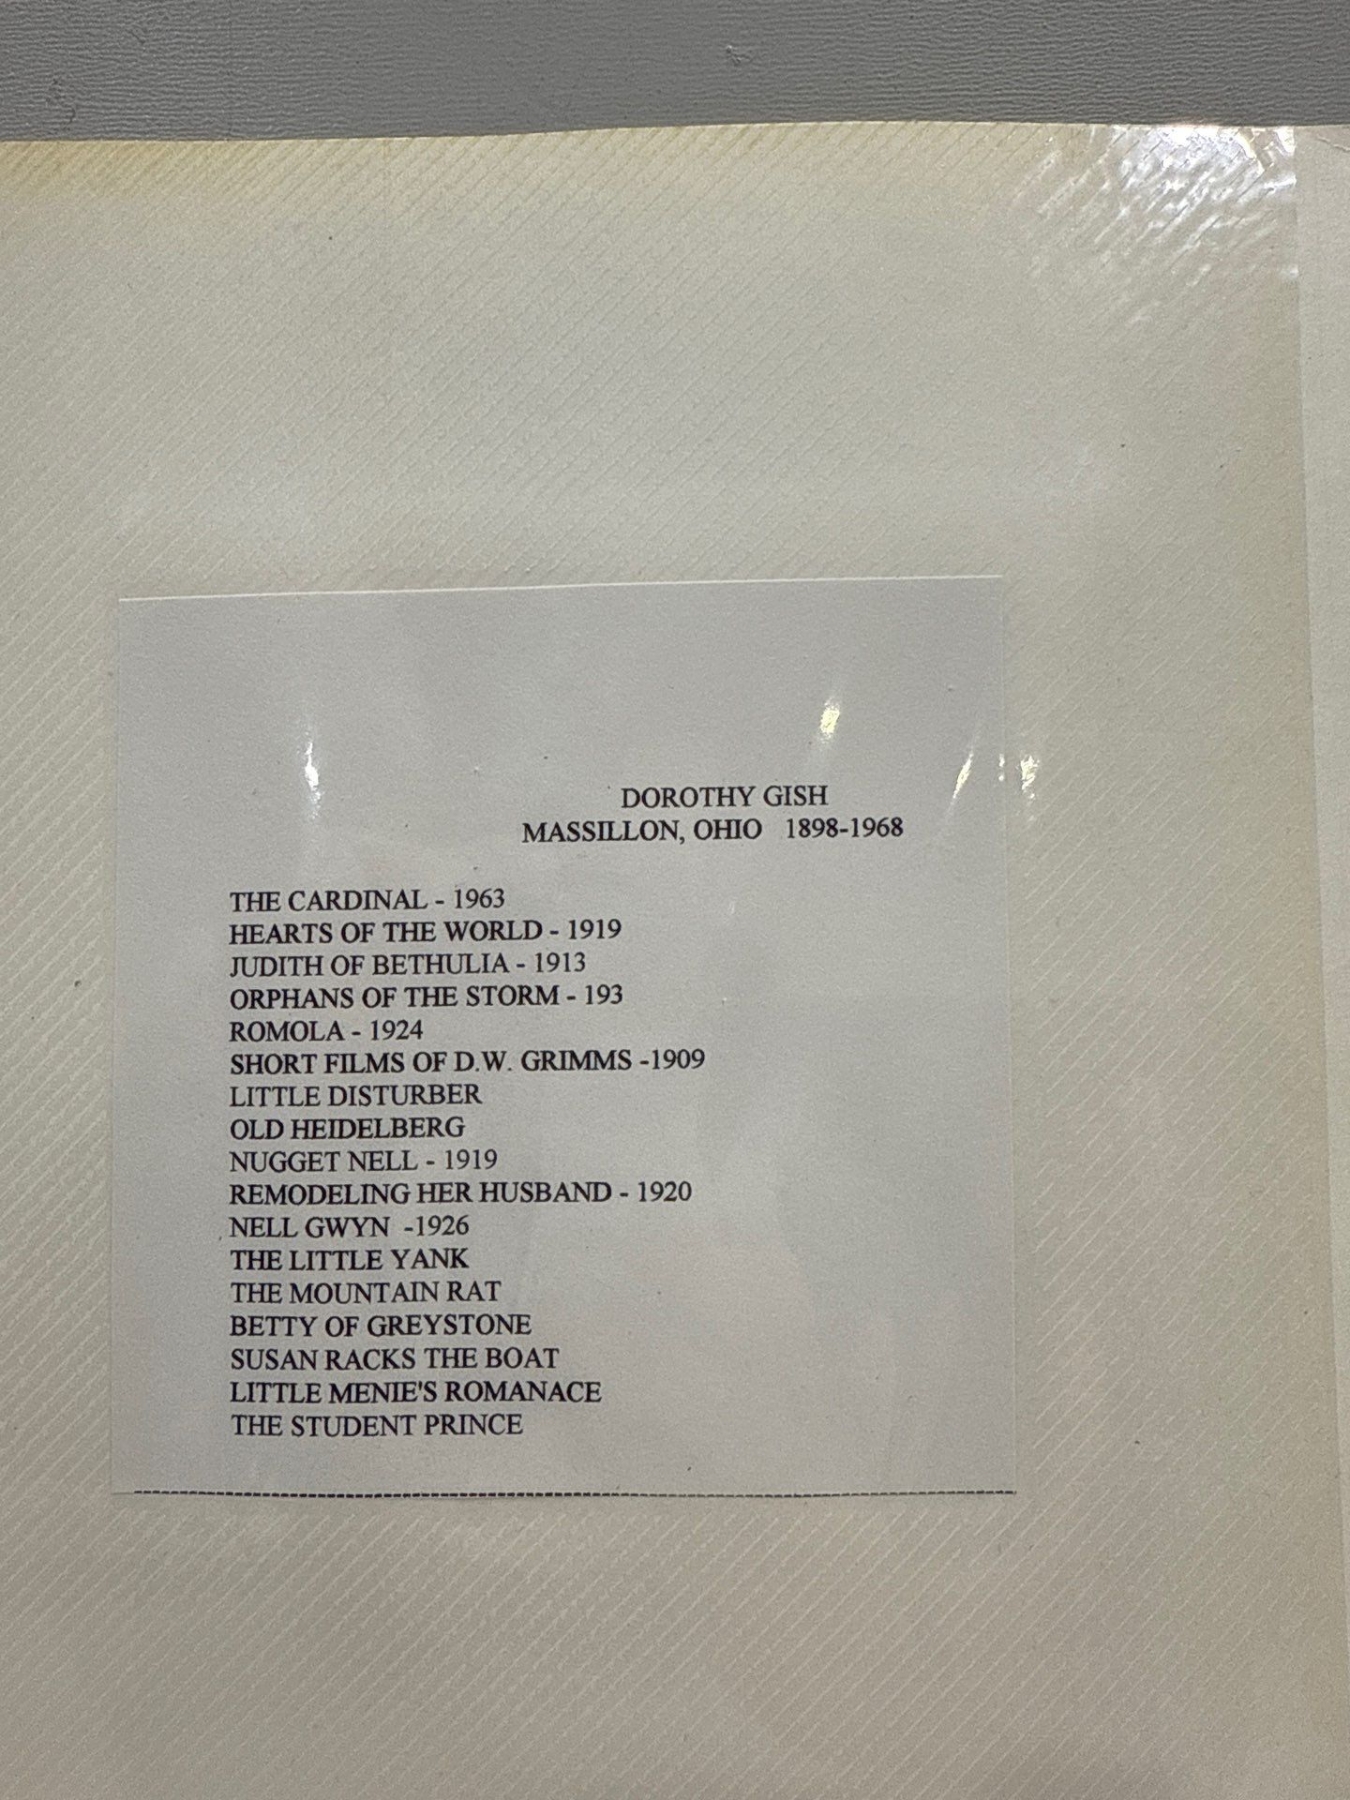 DOROTHY GISH
MASSILLON, OHIO 1898-1968
THE CARDINAL - 1963
HEARTS OF THE WORLD - 1919
JUDITH OF BETHULIA - 1913
ORPHANS OF THE STORM - 193
ROMOLA - 1924
SHORT FILMS OF D.W. GRIMMS -1909
LITTLE DISTURBER
OLD HEIDELBERG
NUGGET NELL - 1919
REMODELING HER HUSBAND - 1920
NELL GWYN -1926
THE LITTLE YANK
THE MOUNTAIN RAT
BETTY OF GREYSTONE
SUSAN RACKS THE BOAT
LITTLE MENIE'S ROMANACE
THE STUDENT PRINCE